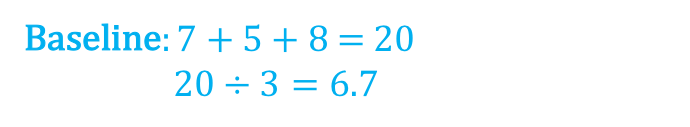 Baseline: 7 + 5 + 8 = 20
20 ÷ 3 = 6.7